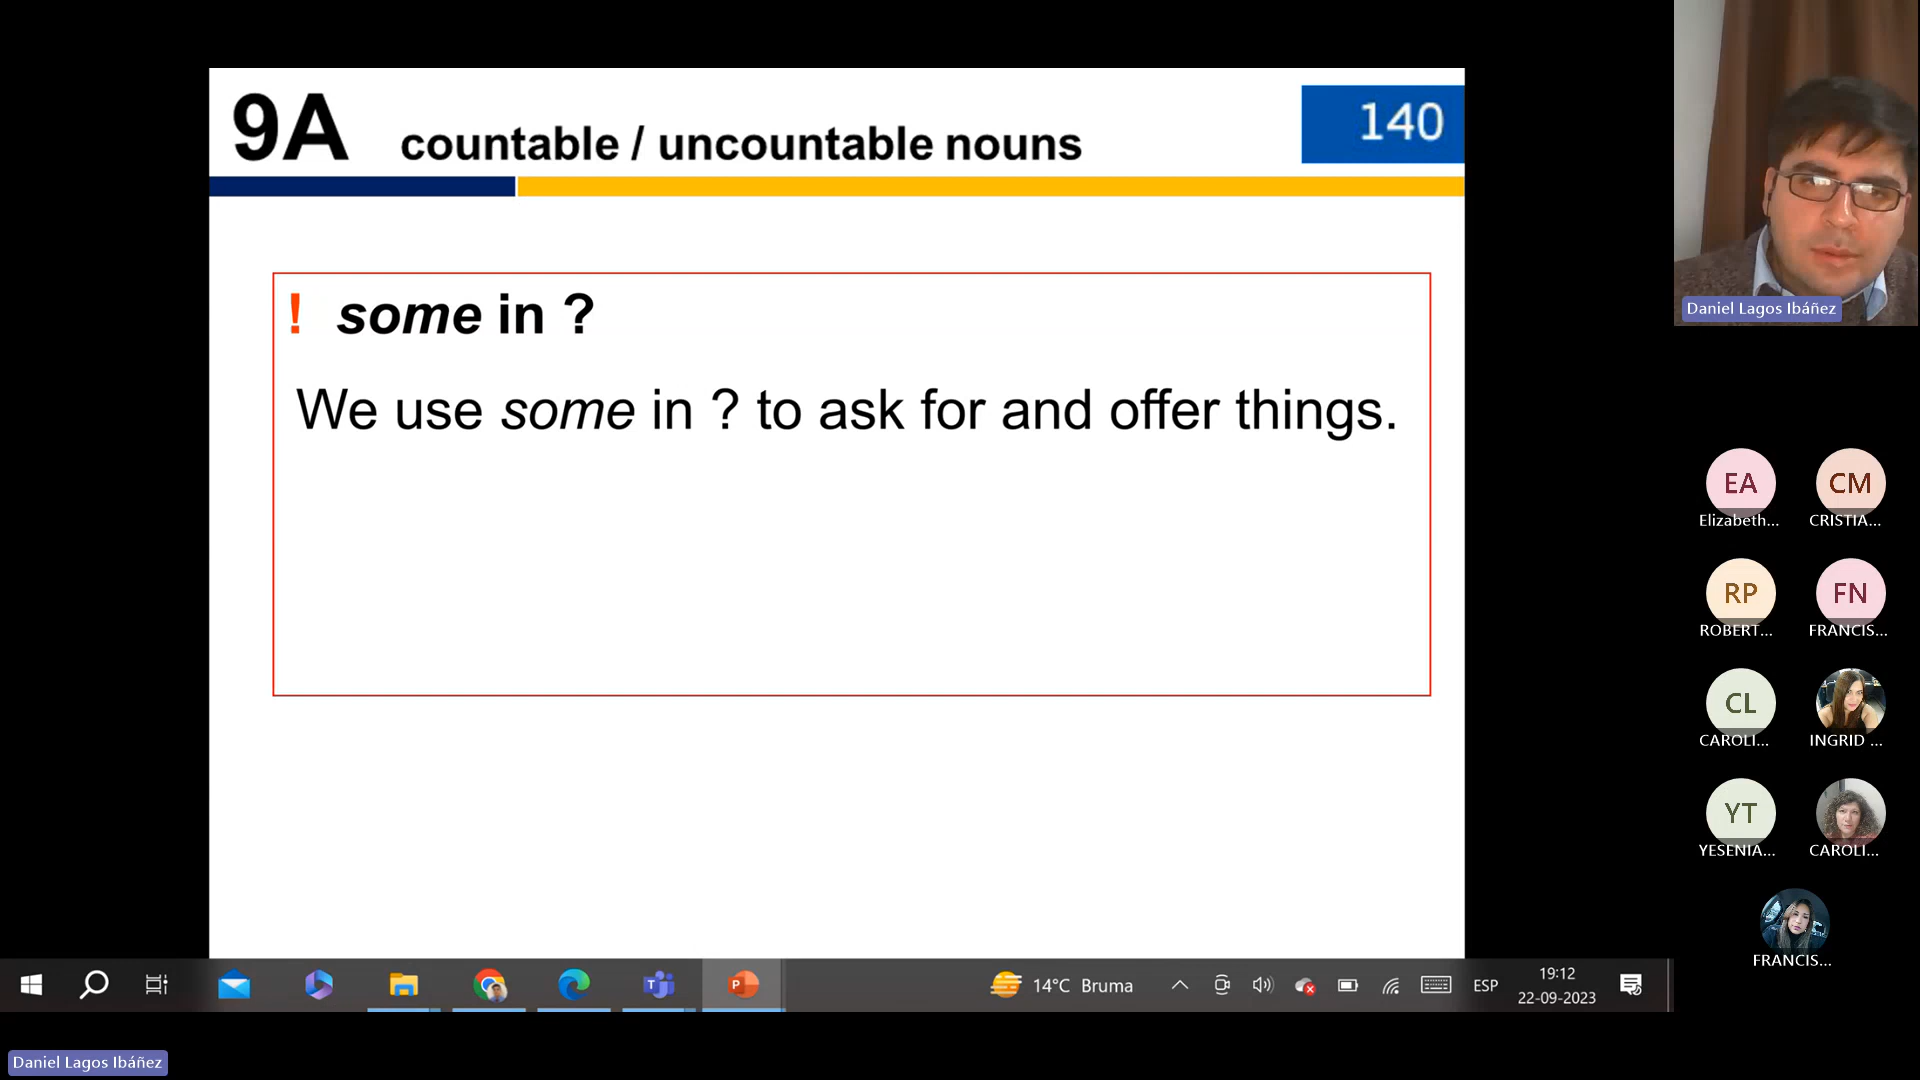 9A countable / uncountable nouns
140
! some in ?
We use some in ? to ask for and offer things.
Daniel Lagos Ibáñez
EA
CM
Elizabeth...
CRISTIA...
RP
FN
ROBERT...
FRANCIS...
CL
CAROLI...
INGRID ...
YT
YESENIA...
CAROLI...
FRANCIS...
14°C Bruma
ESP
19:12
22-09-2023
Daniel Lagos Ibáñez